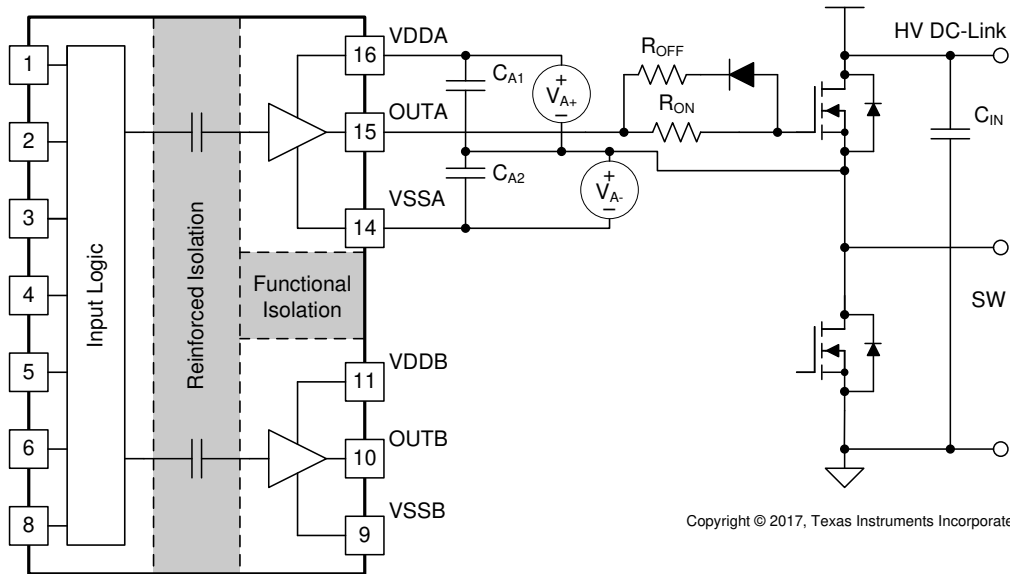 1
2
3
4
5
6
8
Input Logic
Reinforced Isolation
Functional
Isolation
VDDA
16
OUTA
15
VSSA
14
VDDB
11
OUTB
10
VSSB
9
CA1
CA2
+
VA+
−
+
VA-
−
ROFF
RON
HV DC-Link
CIN
SW
Copyright © 2017, Texas Instruments Incorporate